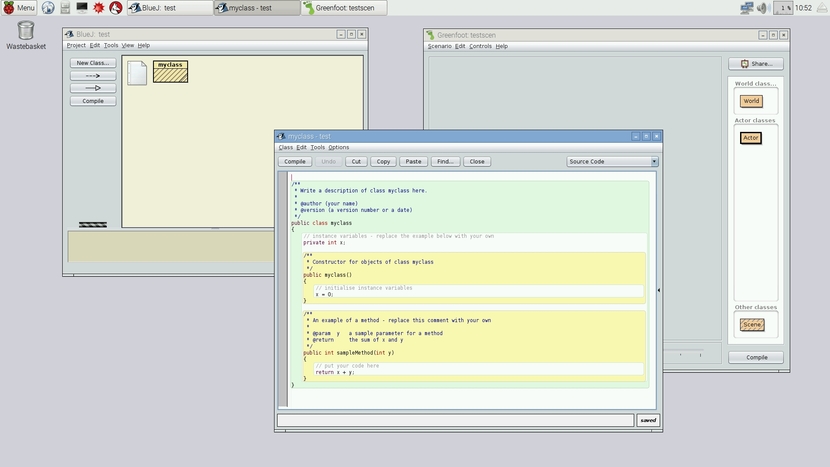 Menu
BlueJ: test
myclass - test
Greenfoot: testscen
1 %
10:52
Wastebasket
BlueJ: test
Project Edit Tools View Help
New Class...
--->
Compile
myclass
Greenfoot: testscen
Scenario Edit Controls Help
Share...
World class...
World
Actor classes
Actor
Other classes
Scene
Compile
myclass - test
Class Edit Tools Options
Compile Undo Cut Copy Paste Find... Close Source Code
/**
* Write a description of class myclass here.
*
* @author (your name)
* @version (a version number or a date)
*/
public class myclass
{
// instance variables - replace the example below with your own
private int x;
/**
* Constructor for objects of class myclass
*/
public myclass()
{
// initialise instance variables
x = 0;
}
/**
* An example of a method - replace this comment with your own
*
* @param y a sample parameter for a method
* @return the sum of x and y
*/
public int sampleMethod(int y)
{
// put your code here
return x + y;
}
}
saved